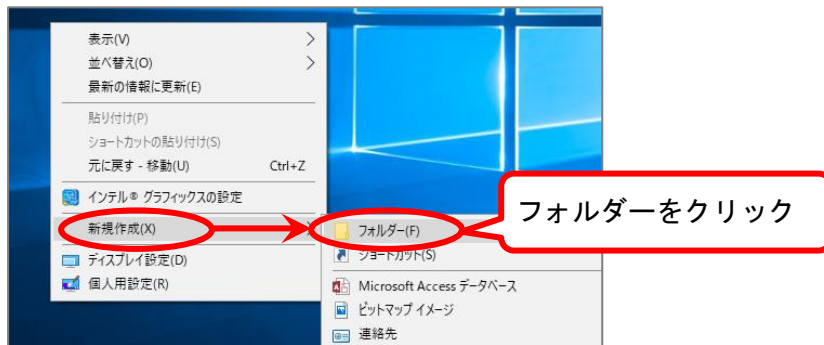 表示(V)
並べ替え(O)
最新の情報に更新(E)
貼り付け(P)
ショートカットの貼り付け(S)
元に戻す - 移動(U) Ctrl+Z
インテル® グラフィックスの設定
新規作成(X)
ディスプレイ設定(D)
個人用設定(R)
フォルダーをクリック
フォルダー(F)
ショートカット(S)
Microsoft Access データベース
ビットマップ イメージ
連絡先